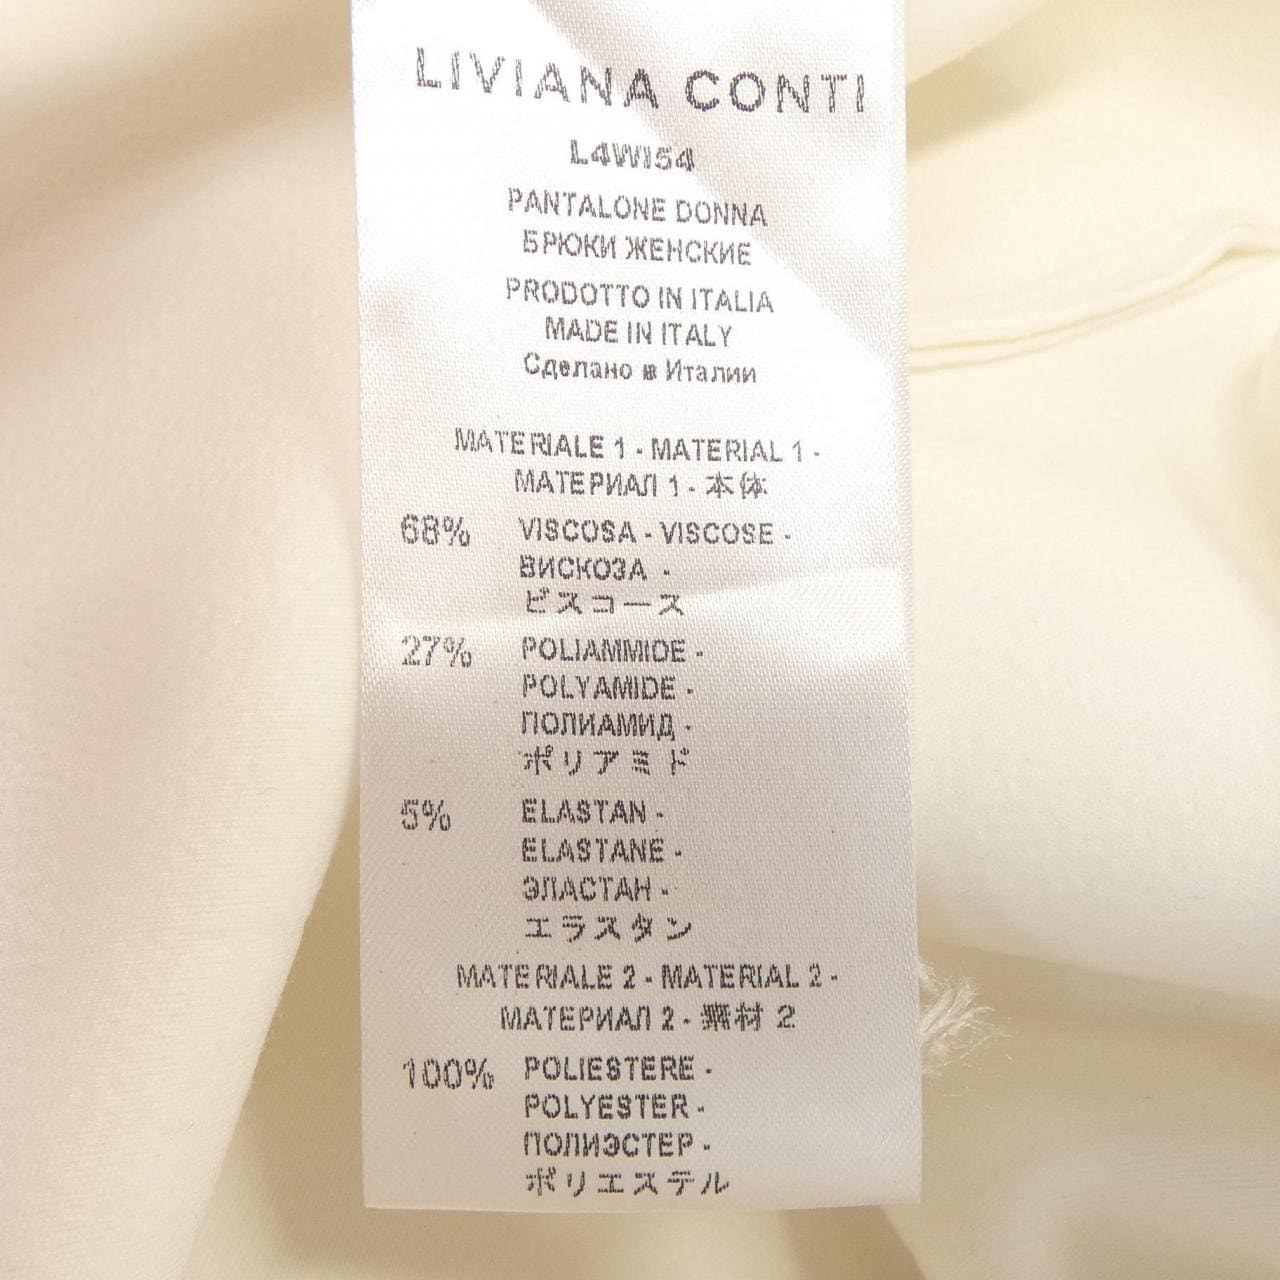 LIVIANA CONTI
L4WI54
PANTALONE DONNA
БРЮКИ ЖЕНСКИЕ
PRODOTTO IN ITALIA
MADE IN ITALY
Сделано в Италии
MATERIALE 1 - MATERIAL 1 -
МАТЕРИАЛ 1 - 本体
68% VISCOSA - VISCOSE -
ВИСКОЗА -
ビスコース
27% POLIAMMIDE -
POLYAMIDE -
ПОЛИАМИД -
ポリアミド
5% ELASTAN -
ELASTANE -
ЭЛАСТАН -
エラスタン
MATERIALE 2 - MATERIAL 2 -
МАТЕРИАЛ 2 - 素材 2
100% POLIESTERE -
POLYESTER -
ПОЛИЭСТЕР -
ポリエステル